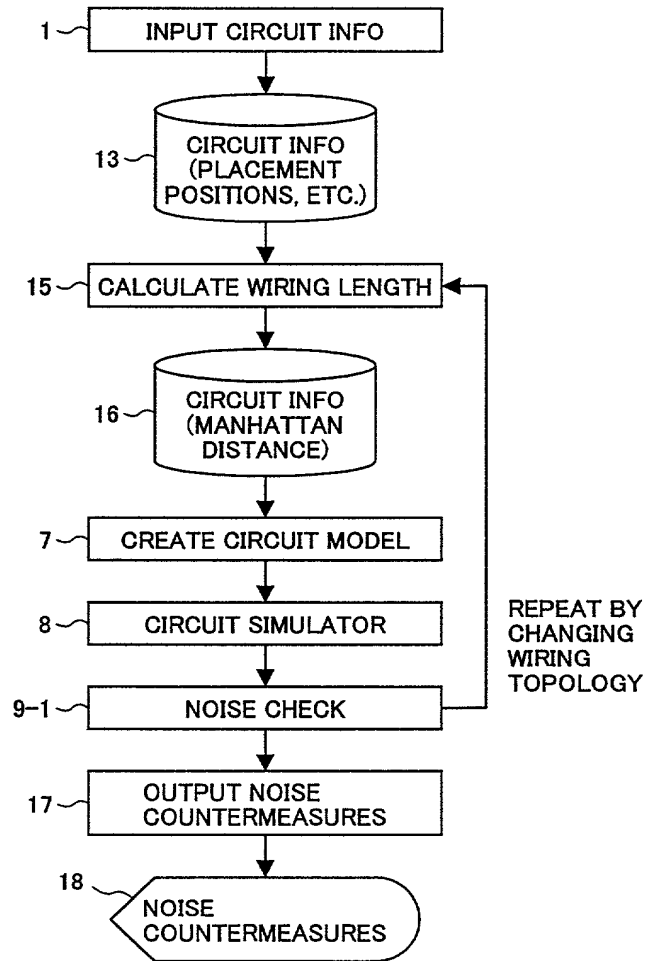 1
INPUT CIRCUIT INFO
13
CIRCUIT INFO
(PLACEMENT
POSITIONS, ETC.)
15
CALCULATE WIRING LENGTH
16
CIRCUIT INFO
(MANHATTAN
DISTANCE)
7
CREATE CIRCUIT MODEL
8
CIRCUIT SIMULATOR
REPEAT BY
CHANGING
WIRING
TOPOLOGY
9-1
NOISE CHECK
17
OUTPUT NOISE
COUNTERMEASURES
18
NOISE
COUNTERMEASURES